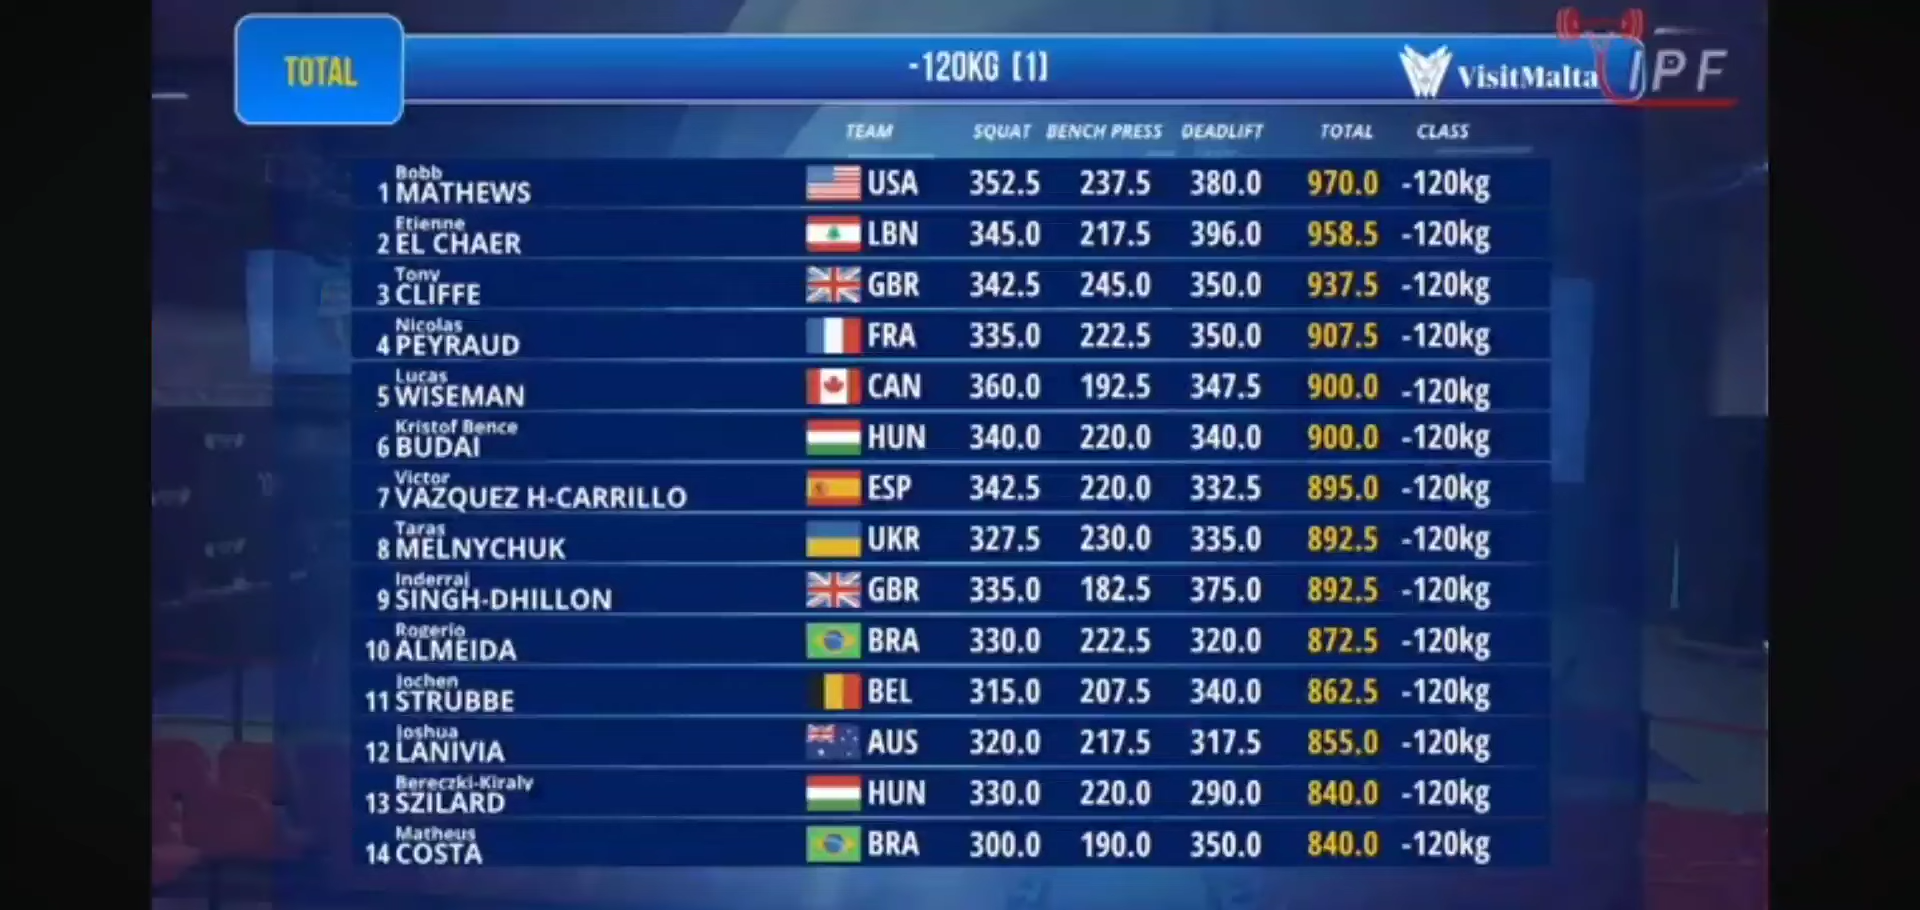 TOTAL
-120KG [1]
VisitMalta
IPF
TEAM SQUAT BENCH PRESS DEADLIFT TOTAL CLASS
Bobb
1 MATHEWS USA 352.5 237.5 380.0 970.0 -120kg
Etienne
2 EL CHAER LBN 345.0 217.5 396.0 958.5 -120kg
Tony
3 CLIFFE GBR 342.5 245.0 350.0 937.5 -120kg
Nicolas
4 PEYRAUD FRA 335.0 222.5 350.0 907.5 -120kg
Lucas
5 WISEMAN CAN 360.0 192.5 347.5 900.0 -120kg
Kristof Bence
6 BUDAI HUN 340.0 220.0 340.0 900.0 -120kg
Victor
7 VAZQUEZ H-CARRILLO ESP 342.5 220.0 332.5 895.0 -120kg
Taras
8 MELNYCHUK UKR 327.5 230.0 335.0 892.5 -120kg
Inderraj
9 SINGH-DHILLON GBR 335.0 182.5 375.0 892.5 -120kg
Rogerio
10 ALMEIDA BRA 330.0 222.5 320.0 872.5 -120kg
Jochen
11 STRUBBE BEL 315.0 207.5 340.0 862.5 -120kg
Joshua
12 LANIVIA AUS 320.0 217.5 317.5 855.0 -120kg
Bereczki-Kiraly
13 SZILARD HUN 330.0 220.0 290.0 840.0 -120kg
Matheus
14 COSTA BRA 300.0 190.0 350.0 840.0 -120kg